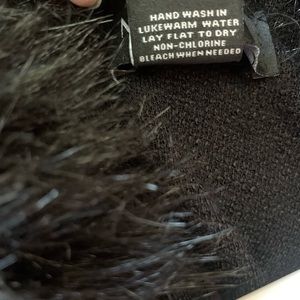 HAND WASH IN
LUKEWARM WATER
LAY FLAT TO DRY
NON-CHLORINE
BLEACH WHEN NEEDED